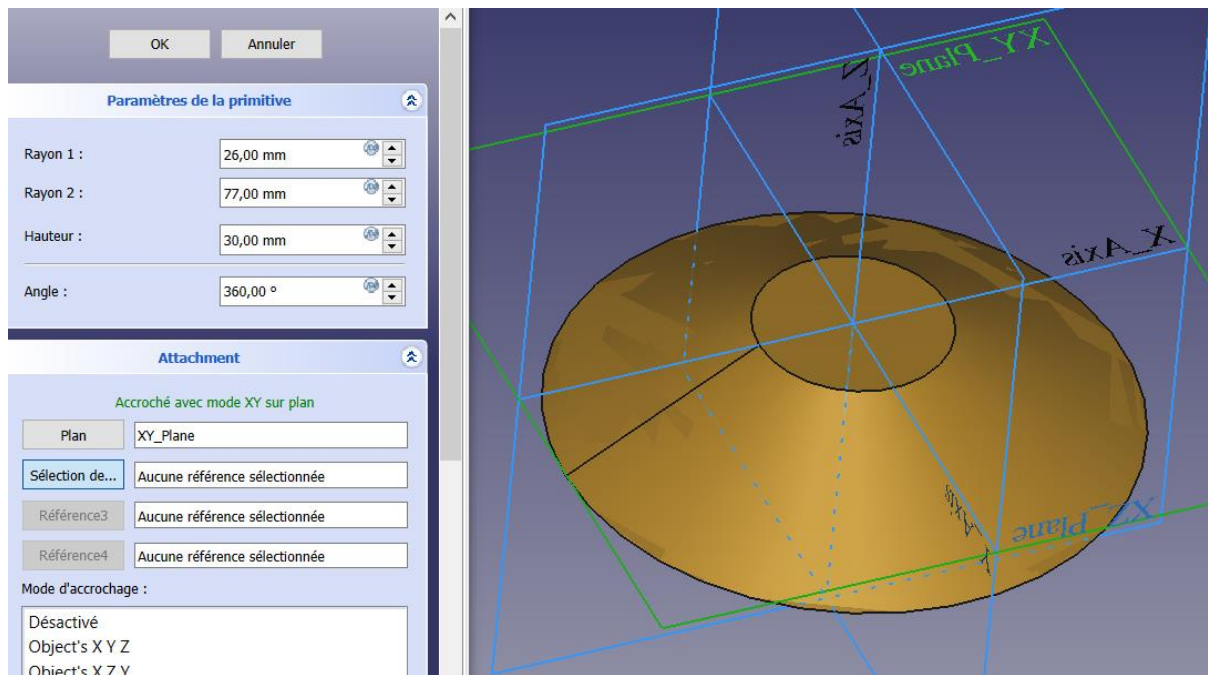 OK Annuler
Paramètres de la primitive
Rayon 1 : 26,00 mm
Rayon 2 : 77,00 mm
Hauteur : 30,00 mm
Angle : 360,00 °
Attachment
Accroché avec mode XY sur plan
Plan XY_Plane
Sélection de... Aucune référence sélectionnée
Référence3 Aucune référence sélectionnée
Référence4 Aucune référence sélectionnée
Mode d'accrochage :
Désactivé
Object's X Y Z
Object's X Z Y
XY_Plane
Z_Axis
X_Axis
XZ_Plane